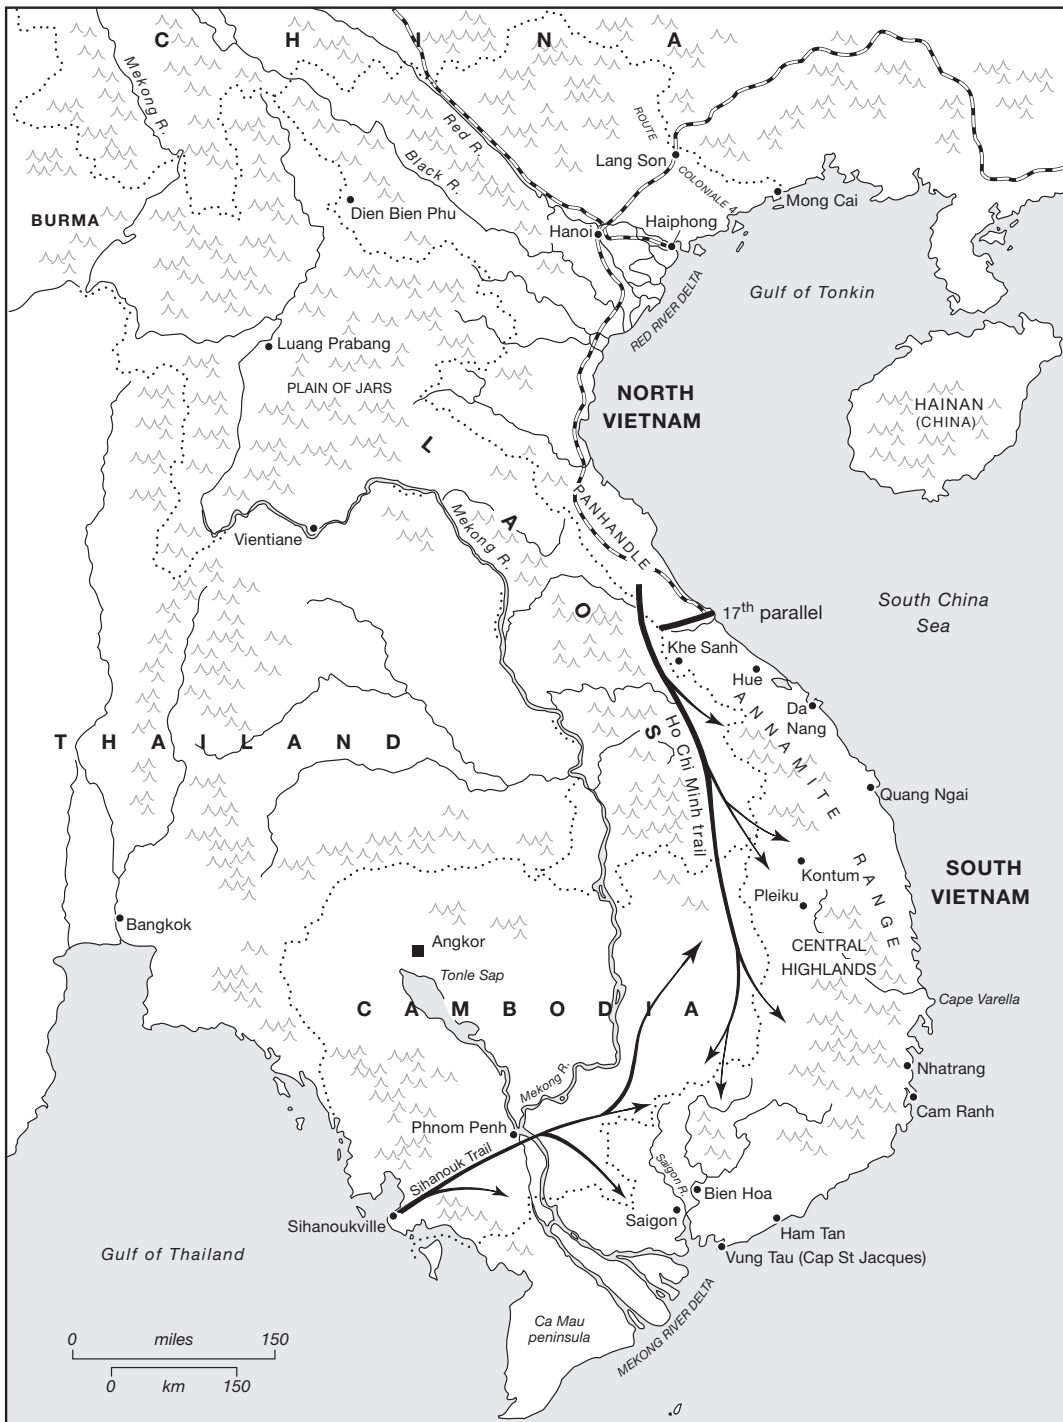 C H I N A
Mekong R.
Red R.
Black R.
ROUTE
COLONIALE 4
Lang Son
Mong Cai
BURMA
Dien Bien Phu
Hanoi
Haiphong
RED RIVER DELTA
Gulf of Tonkin
Luang Prabang
PLAIN OF JARS
NORTH
VIETNAM
HAINAN
(CHINA)
L A O S
PANHANDLE
Mekong R.
Vientiane
17th parallel
South China
Sea
Khe Sanh
Hue
Da
Nang
ANNAMITE RANGE
Ho Chi Minh trail
T H A I L A N D
Quang Ngai
Kontum
Pleiku
SOUTH
VIETNAM
Bangkok
Angkor
Tonle Sap
CENTRAL
HIGHLANDS
C A M B O D I A
Cape Varella
Nhatrang
Cam Ranh
Mekong R.
Phnom Penh
Sihanouk Trail
Saigon R.
Bien Hoa
Sihanoukville
Saigon
Ham Tan
Vung Tau (Cap St Jacques)
Gulf of Thailand
Ca Mau
peninsula
MEKONG RIVER DELTA
0 miles 150
0 km 150